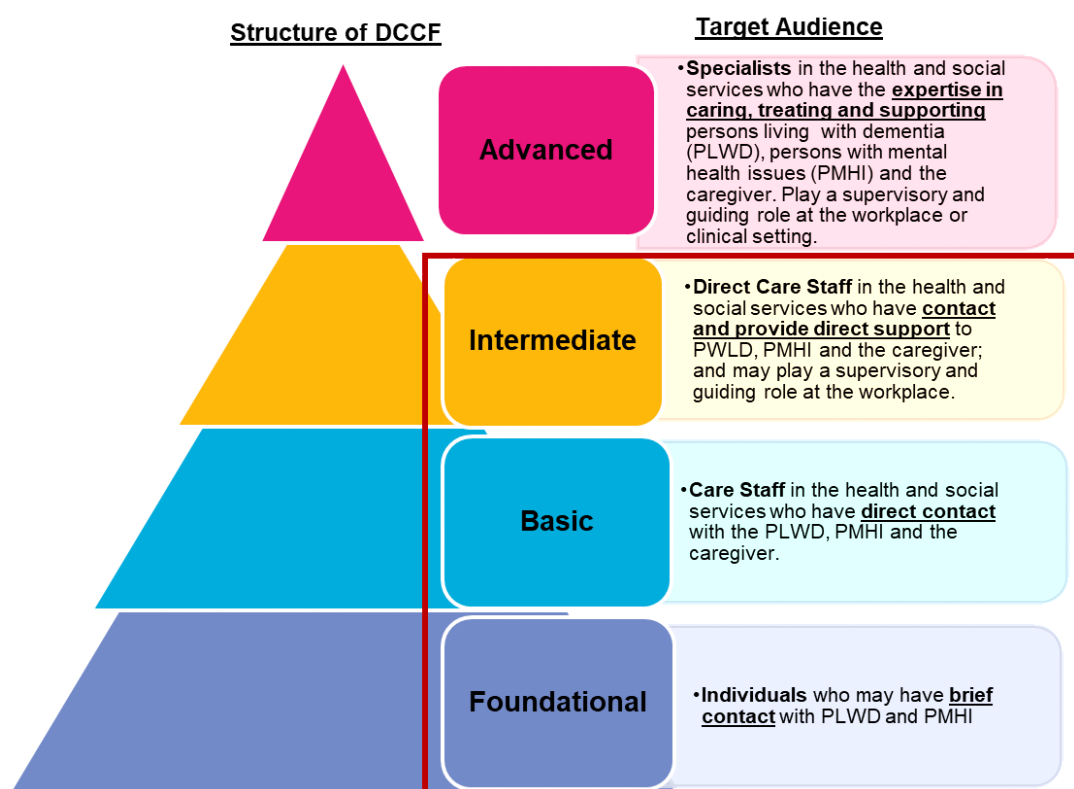 Structure of DCCF
Target Audience
Advanced
•Specialists in the health and social
services who have the expertise in
caring, treating and supporting
persons living with dementia
(PLWD), persons with mental
health issues (PMHI) and the
caregiver. Play a supervisory and
guiding role at the workplace or
clinical setting.
Intermediate
•Direct Care Staff in the health and
social services who have contact
and provide direct support to
PWLD, PMHI and the caregiver;
and may play a supervisory and
guiding role at the workplace.
Basic
•Care Staff in the health and social
services who have direct contact
with the PLWD, PMHI and the
caregiver.
Foundational
•Individuals who may have brief
contact with PLWD and PMHI